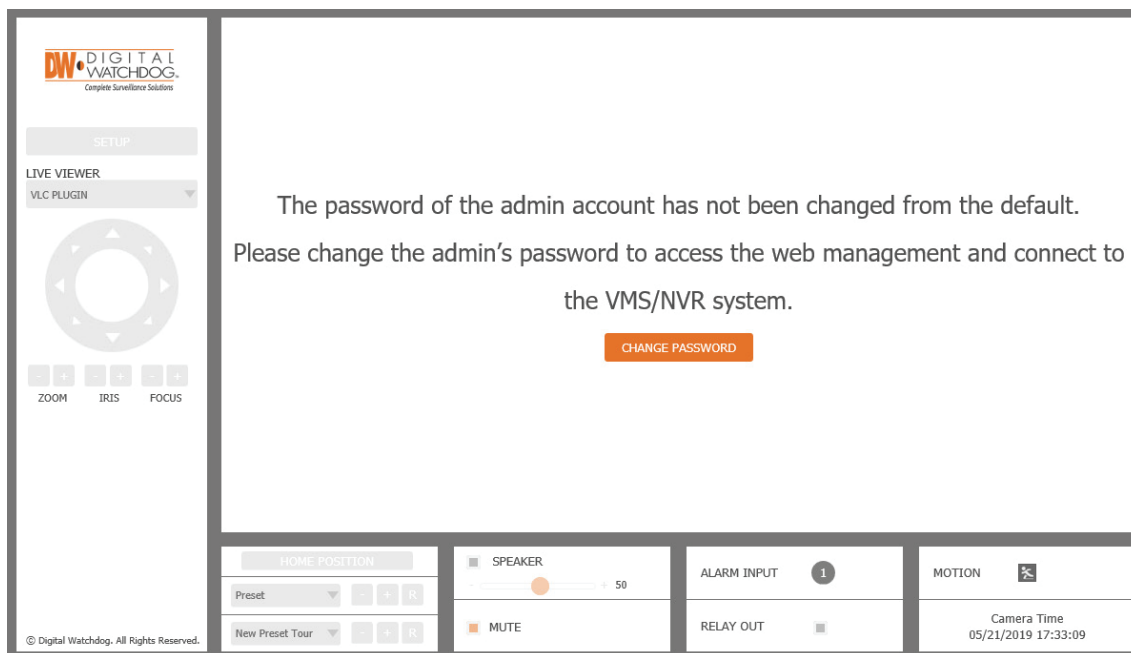 DW DIGITAL
WATCHDOG™
Complete Surveillance Solutions
SETUP
LIVE VIEWER
VLC PLUGIN
- + - + - +
ZOOM IRIS FOCUS
© Digital Watchdog. All Rights Reserved.
The password of the admin account has not been changed from the default.
Please change the admin’s password to access the web management and connect to
the VMS/NVR system.
CHANGE PASSWORD
HOME POSITION
Preset - + R
New Preset Tour - + R
SPEAKER
- + 50
MUTE
ALARM INPUT 1
RELAY OUT
MOTION
Camera Time
05/21/2019 17:33:09